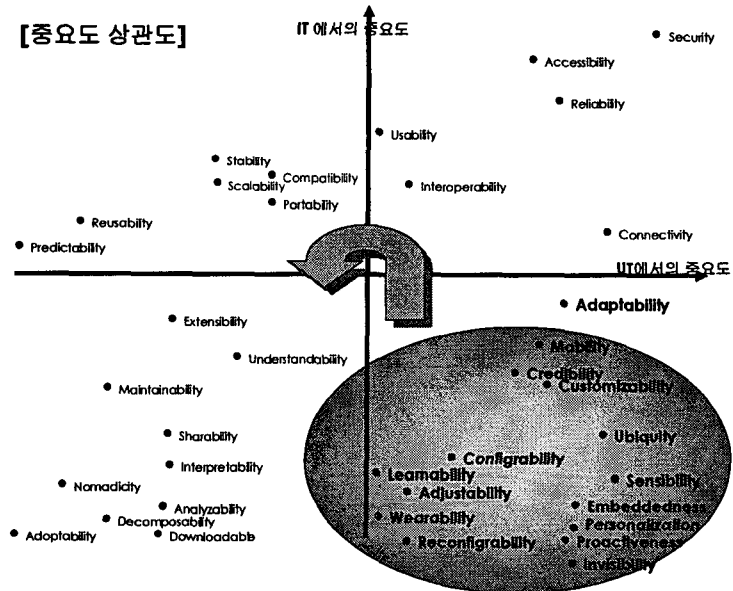 [중요도 상관도]
IT 에서의 중요도
Security
Accessibility
Reliability
Usability
Stability
Compatibility
Scalability
Interoperability
Portability
Reusability
Connectivity
Predictability
UT에서의 중요도
Adaptability
Extensibility
Mobility
Understandability
Credibility
Customizability
Maintainability
Sharability
Ubiquity
Configrability
Interpretability
Learnability
Sensibility
Nomadicity
Adjustability
Analyzability
Embeddedness
Wearability
Decomposability
Personalization
Adoptability
Downloadable
Reconfigrability
Proactiveness
Invisibility